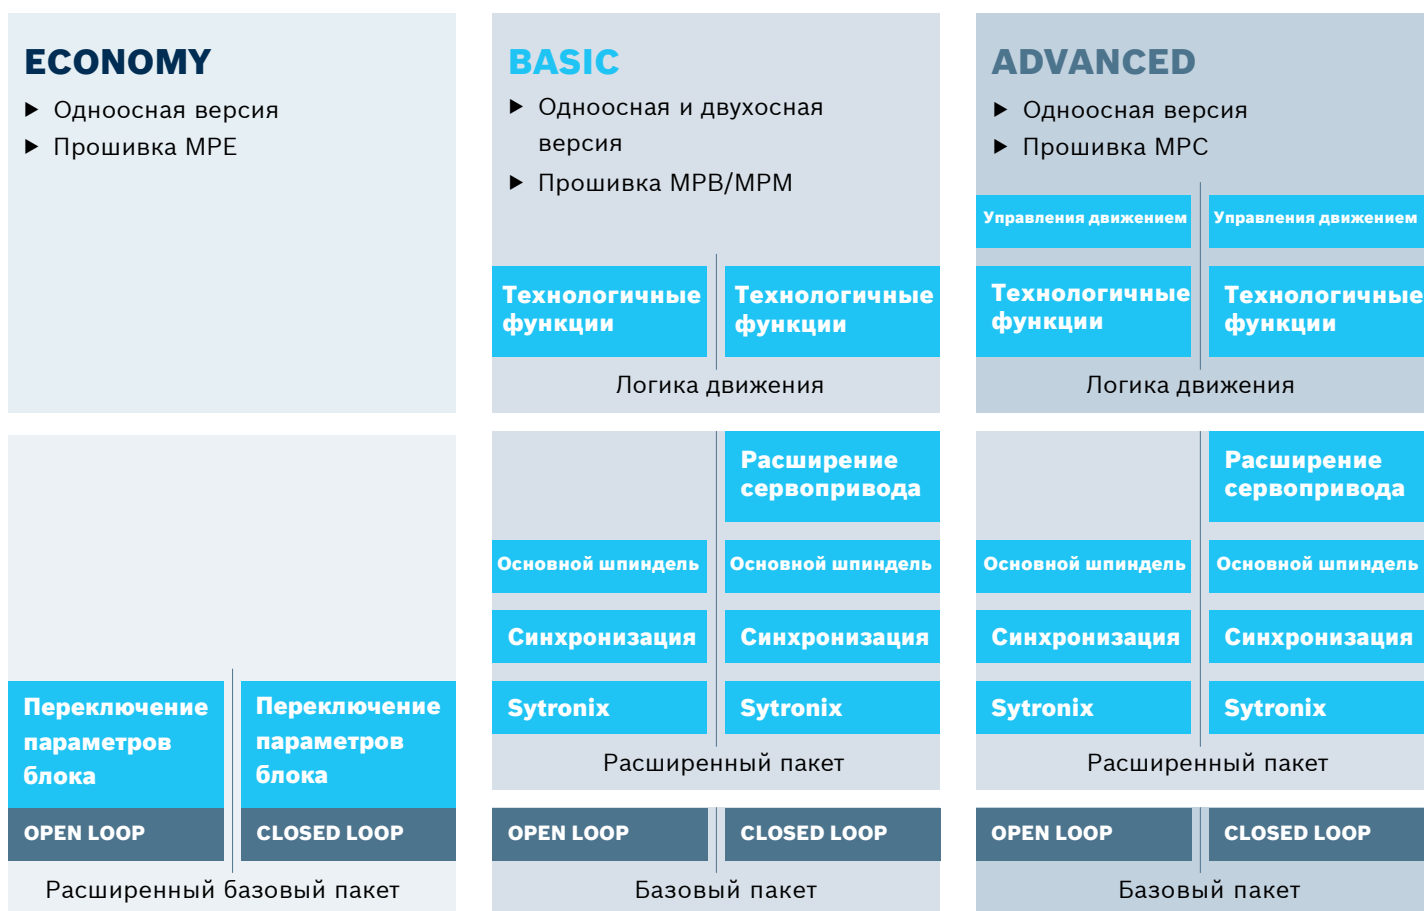 ECONOMY
▶ Одноосная версия
▶ Прошивка MPE
Переключение
параметров
блока
Переключение
параметров
блока
OPEN LOOP
CLOSED LOOP
Расширенный базовый пакет
BASIC
▶ Одноосная и двухосная
версия
▶ Прошивка MPB/MPM
Технологичные
функции
Технологичные
функции
Логика движения
Расширение
сервопривода
Основной шпиндель
Основной шпиндель
Синхронизация
Синхронизация
Sytronix
Sytronix
Расширенный пакет
OPEN LOOP
CLOSED LOOP
Базовый пакет
ADVANCED
▶ Одноосная версия
▶ Прошивка MPC
Управления движением
Управления движением
Технологичные
функции
Технологичные
функции
Логика движения
Расширение
сервопривода
Основной шпиндель
Основной шпиндель
Синхронизация
Синхронизация
Sytronix
Sytronix
Расширенный пакет
OPEN LOOP
CLOSED LOOP
Базовый пакет